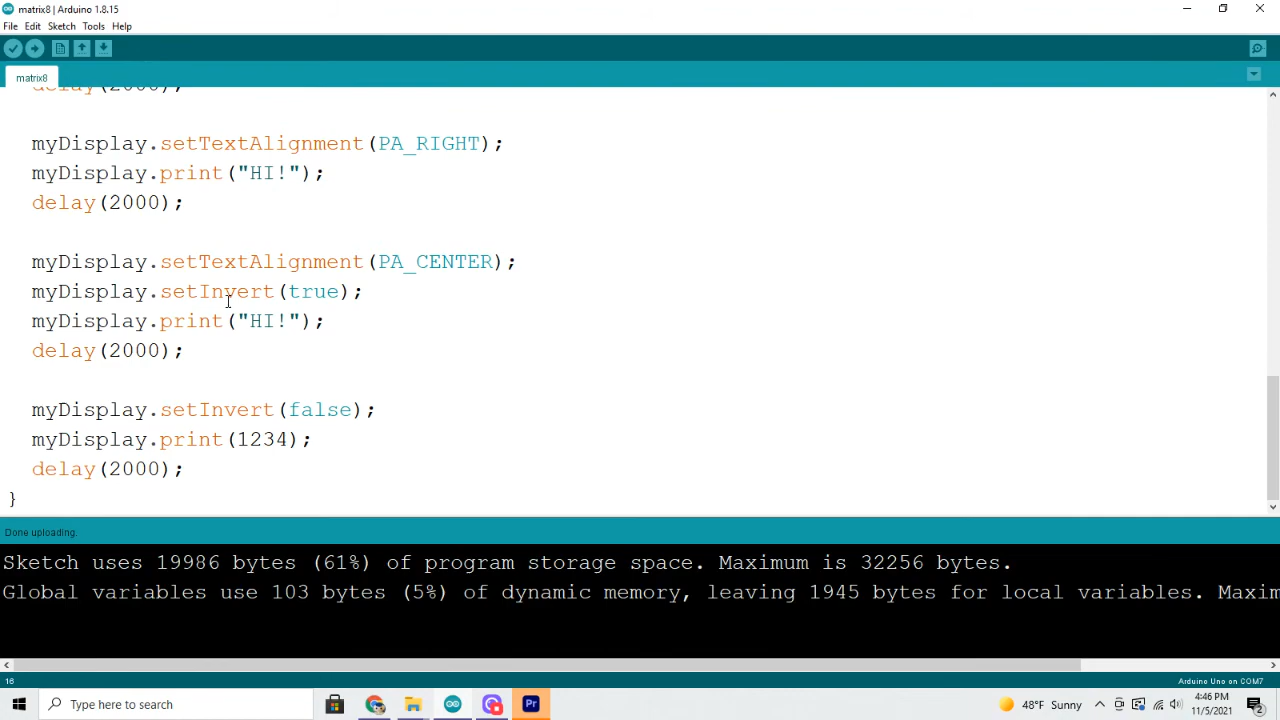 matrix8 | Arduino 1.8.15
File Edit Sketch Tools Help
matrix8
delay(2000);
myDisplay.setTextAlignment(PA_RIGHT);
myDisplay.print("HI!");
delay(2000);
myDisplay.setTextAlignment(PA_CENTER);
myDisplay.setInvert(true);
myDisplay.print("HI!");
delay(2000);
myDisplay.setInvert(false);
myDisplay.print(1234);
delay(2000);
}
Done uploading.
Sketch uses 19986 bytes (61%) of program storage space. Maximum is 32256 bytes.
Global variables use 103 bytes (5%) of dynamic memory, leaving 1945 bytes for local variables. Maxim
16 Arduino Uno on COM7
Type here to search Pr 48°F Sunny 4:46 PM
11/5/2021 2